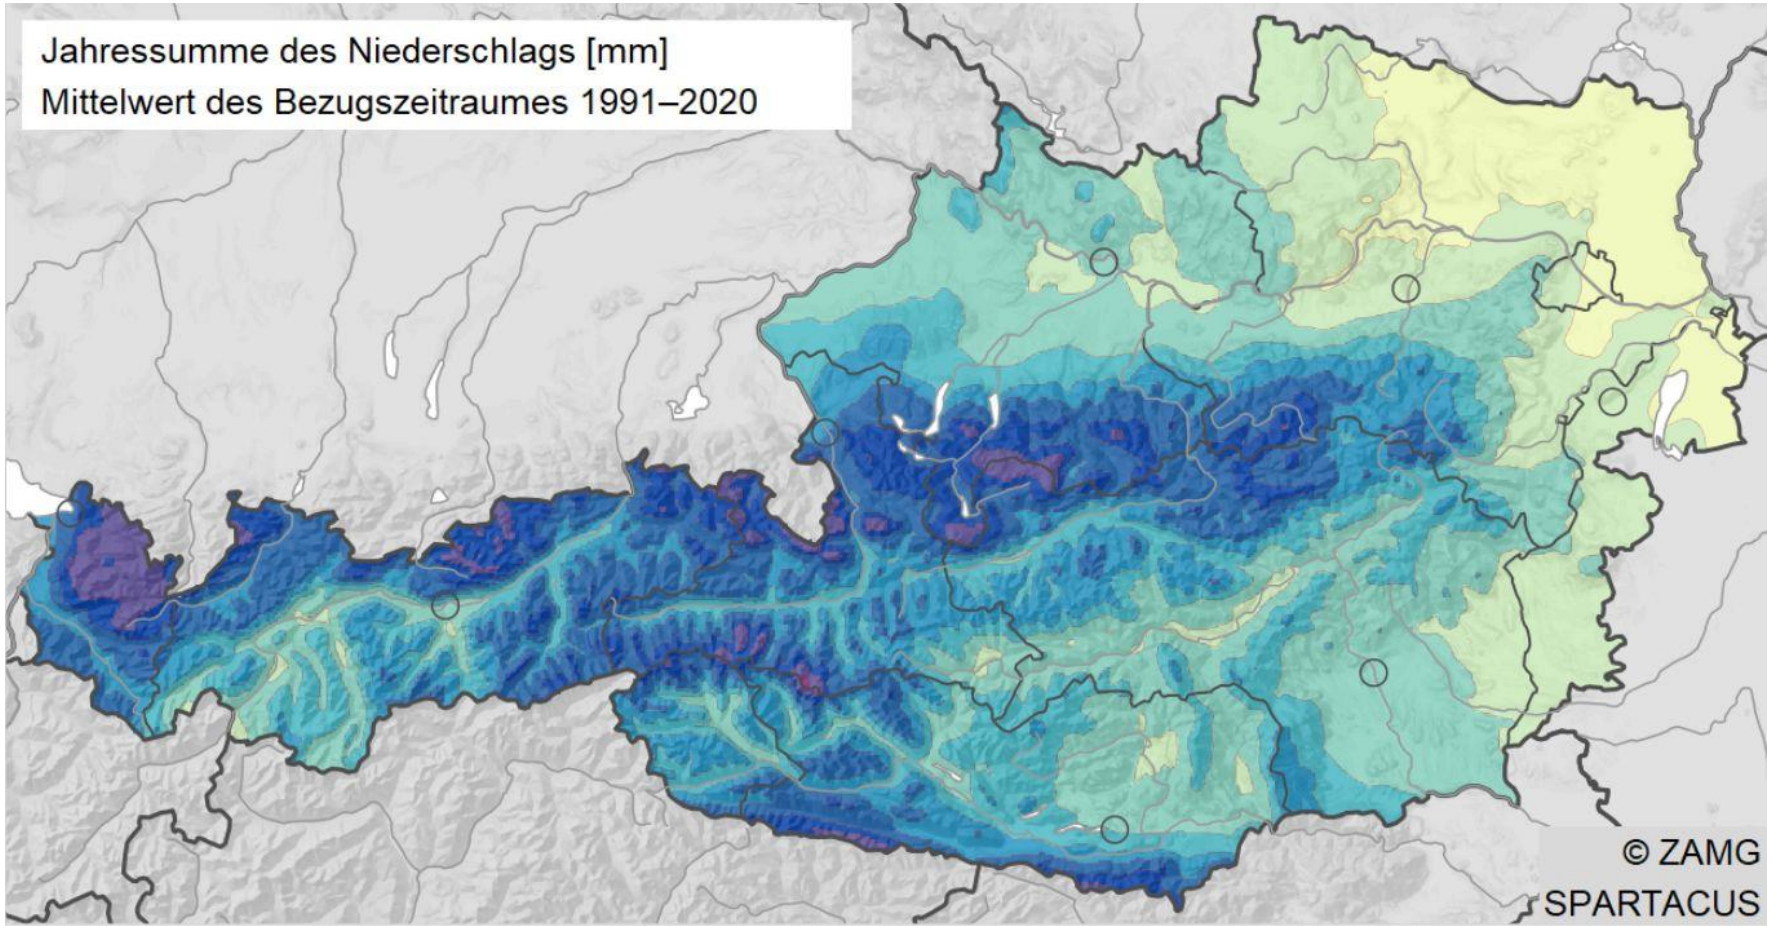 Jahressumme des Niederschlags [mm]
Mittelwert des Bezugszeitraumes 1991–2020
© ZAMG
SPARTACUS